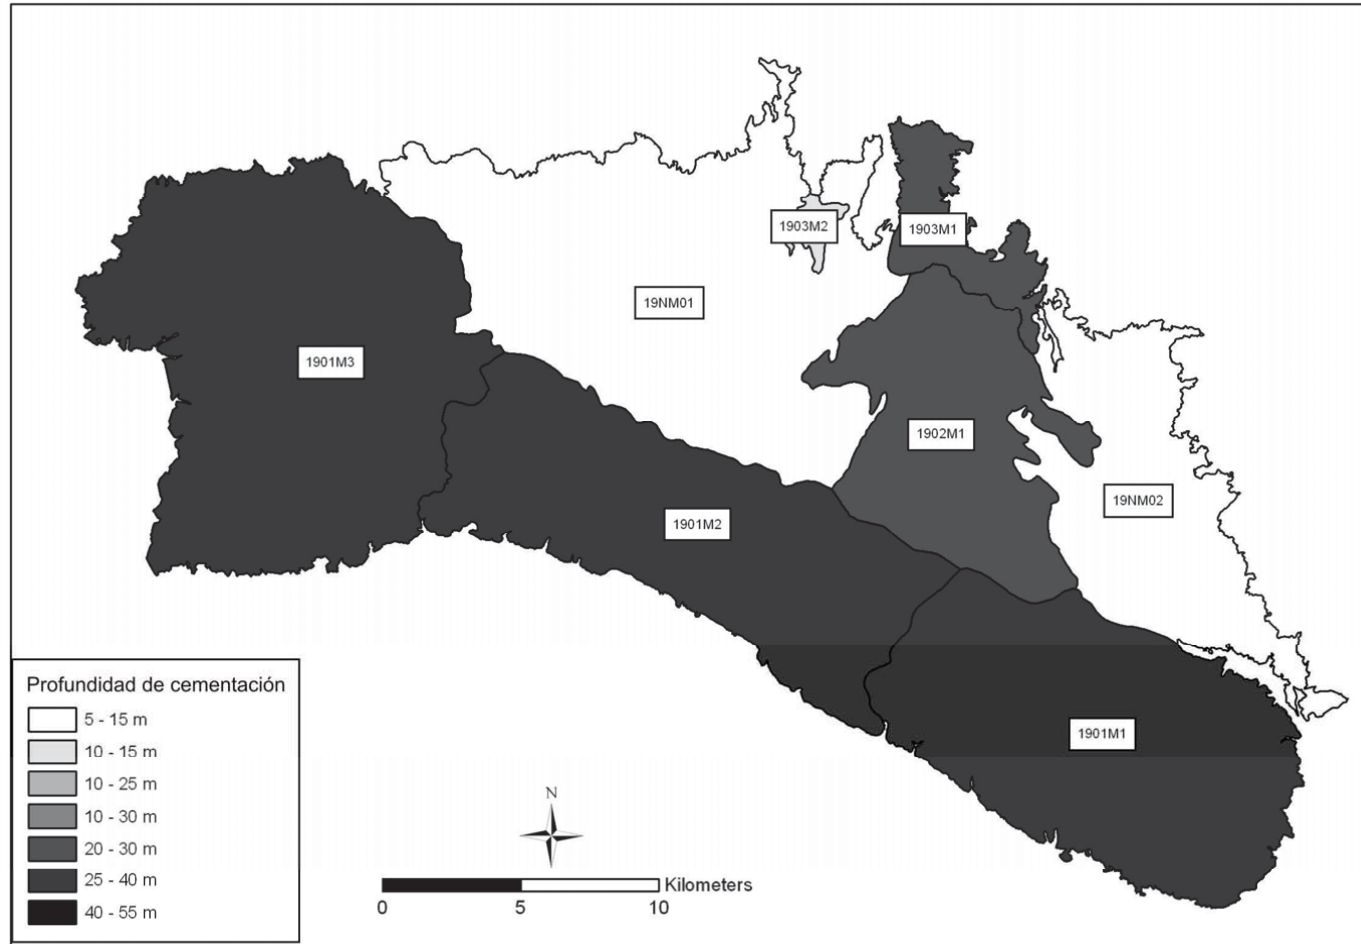 1903M2
1903M1
19NM01
1901M3
1902M1
19NM02
1901M2
1901M1
Profundidad de cementación
5 - 15 m
10 - 15 m
10 - 25 m
10 - 30 m
20 - 30 m
25 - 40 m
40 - 55 m
N
Kilometers
0 5 10